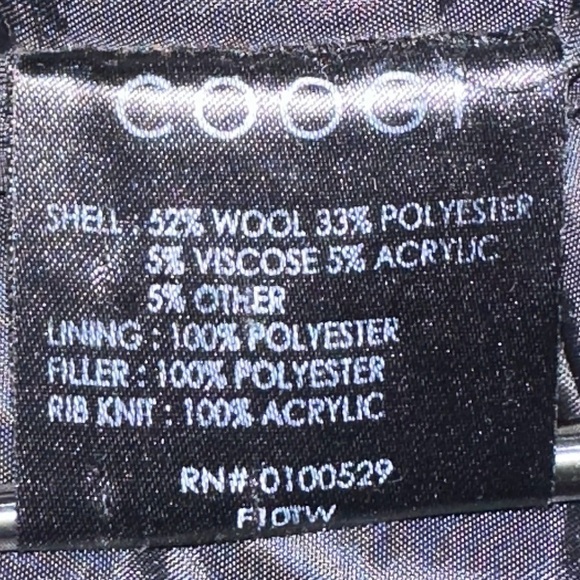 COOGI
SHELL : 52% WOOL 33% POLYESTER
5% VISCOSE 5% ACRYLIC
5% OTHER
LINING : 100% POLYESTER
FILLER : 100% POLYESTER
RIB KNIT : 100% ACRYLIC
RN# 0100529
F10TW